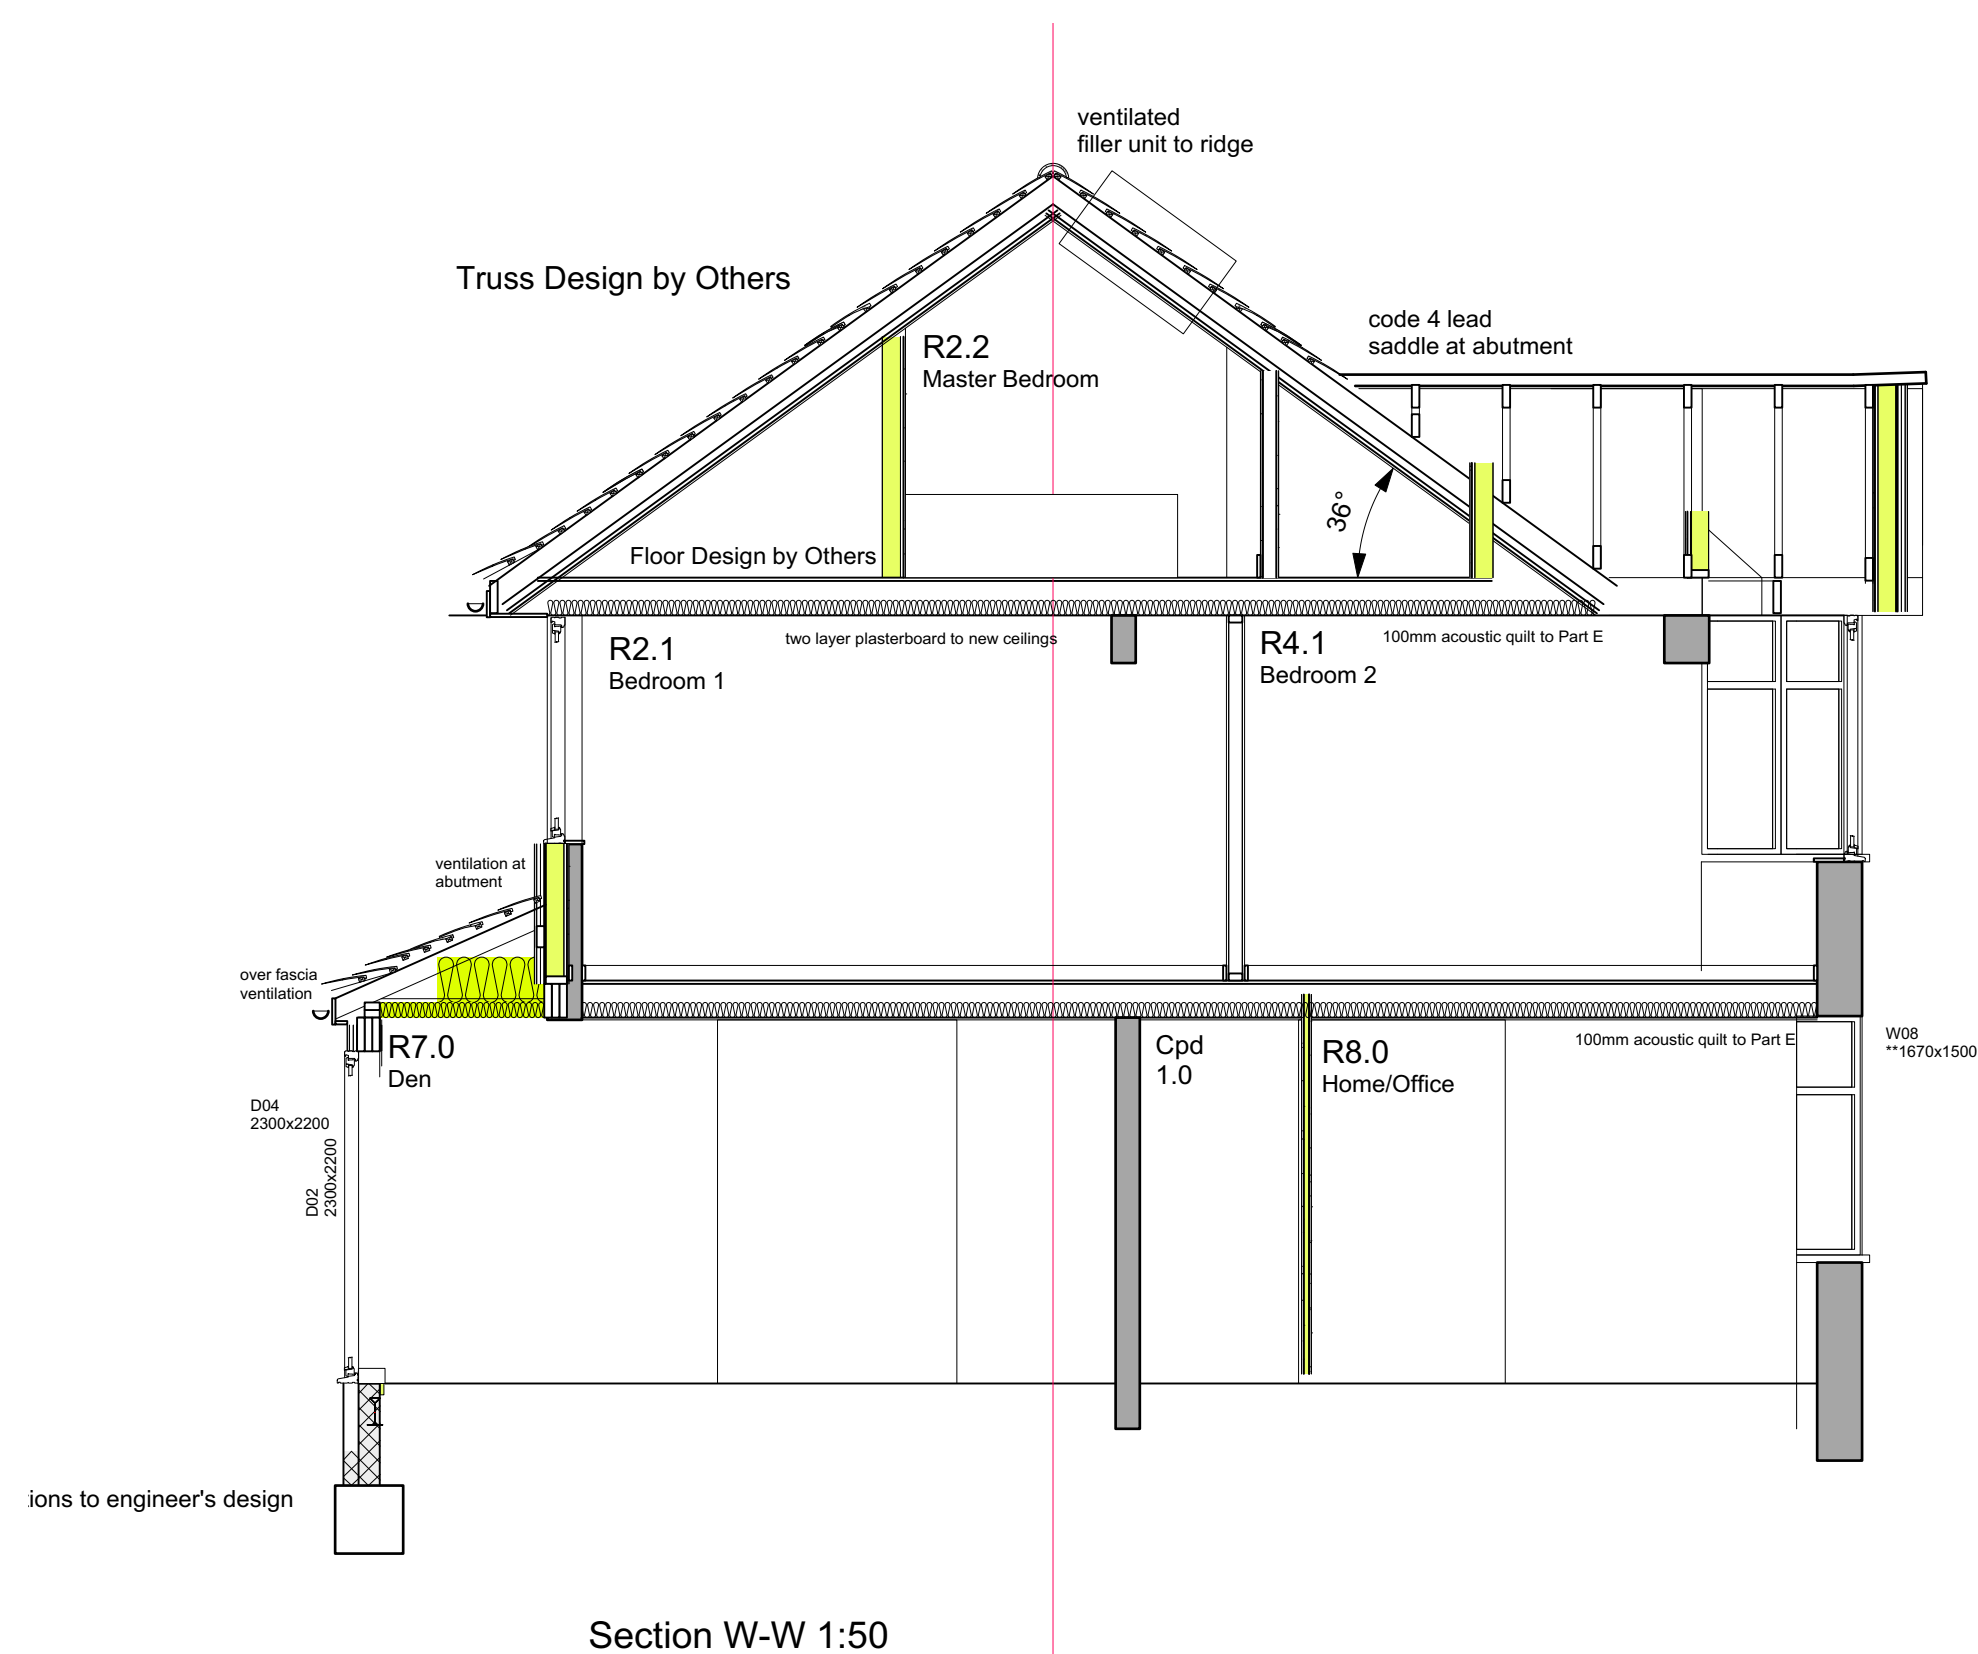 ventilated
filler unit to ridge
Truss Design by Others
code 4 lead
saddle at abutment
R2.2
Master Bedroom
36°
Floor Design by Others
R2.1
Bedroom 1
two layer plasterboard to new ceilings
R4.1
Bedroom 2
100mm acoustic quilt to Part E
ventilation at
abutment
over fascia
ventilation
R7.0
Den
Cpd
1.0
R8.0
Home/Office
100mm acoustic quilt to Part E
W08
**1670x1500
D04
2300x2200
D02
2300x2200
to engineer's design
Section W-W 1:50